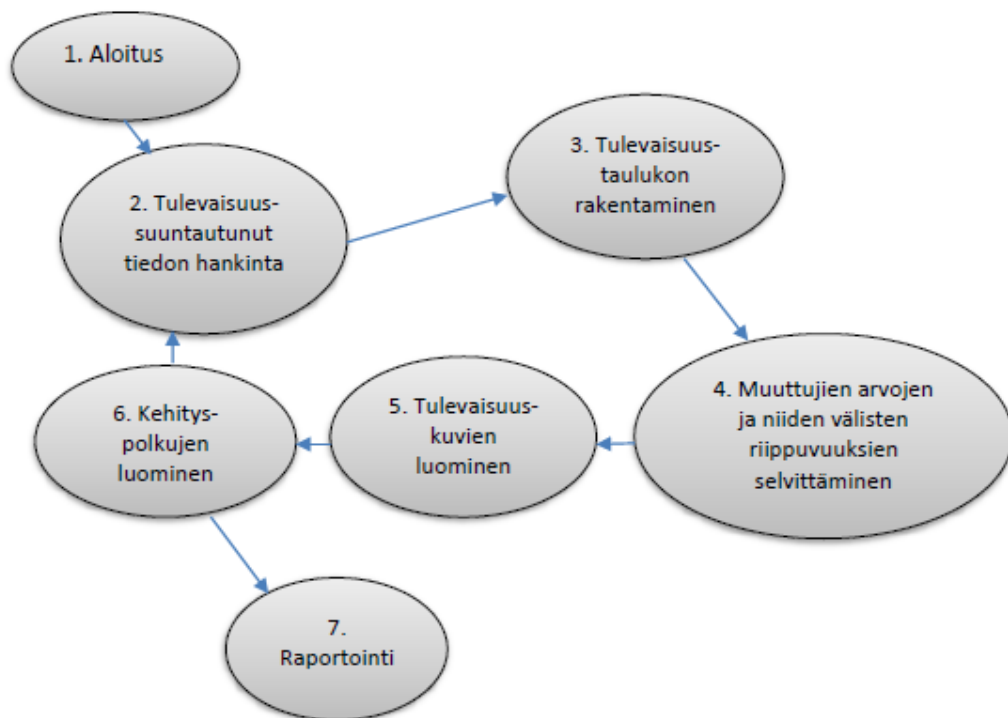 1. Aloitus
2. Tulevaisuus-
suuntautunut
tiedon hankinta
3. Tulevaisuus-
taulukon
rakentaminen
4. Muuttujien arvojen
ja niiden välisten
riippuvuuksien
selvittäminen
5. Tulevaisuus-
kuvien
luominen
6. Kehitys-
polkujen
luominen
7.
Raportointi